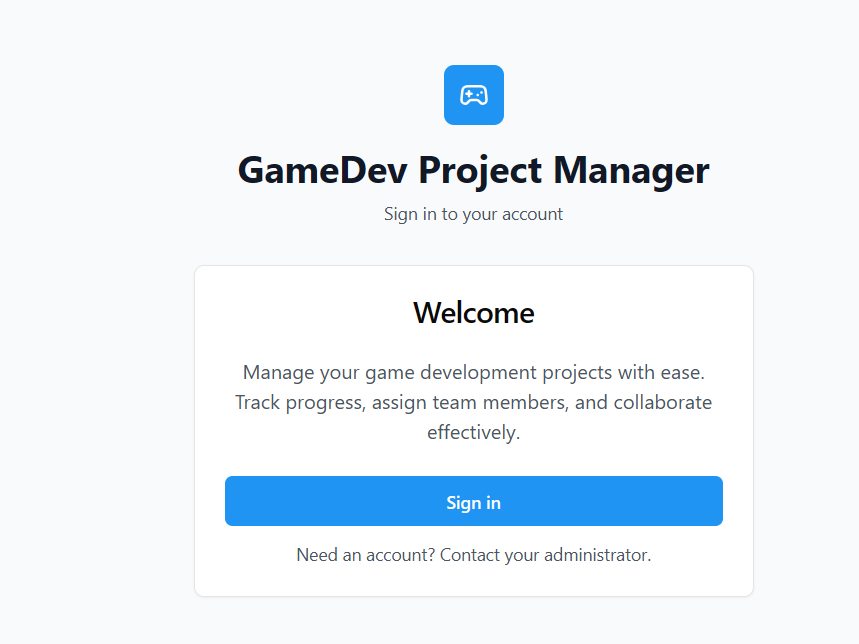 GameDev Project Manager
Sign in to your account
Welcome
Manage your game development projects with ease.
Track progress, assign team members, and collaborate
effectively.
Sign in
Need an account? Contact your administrator.